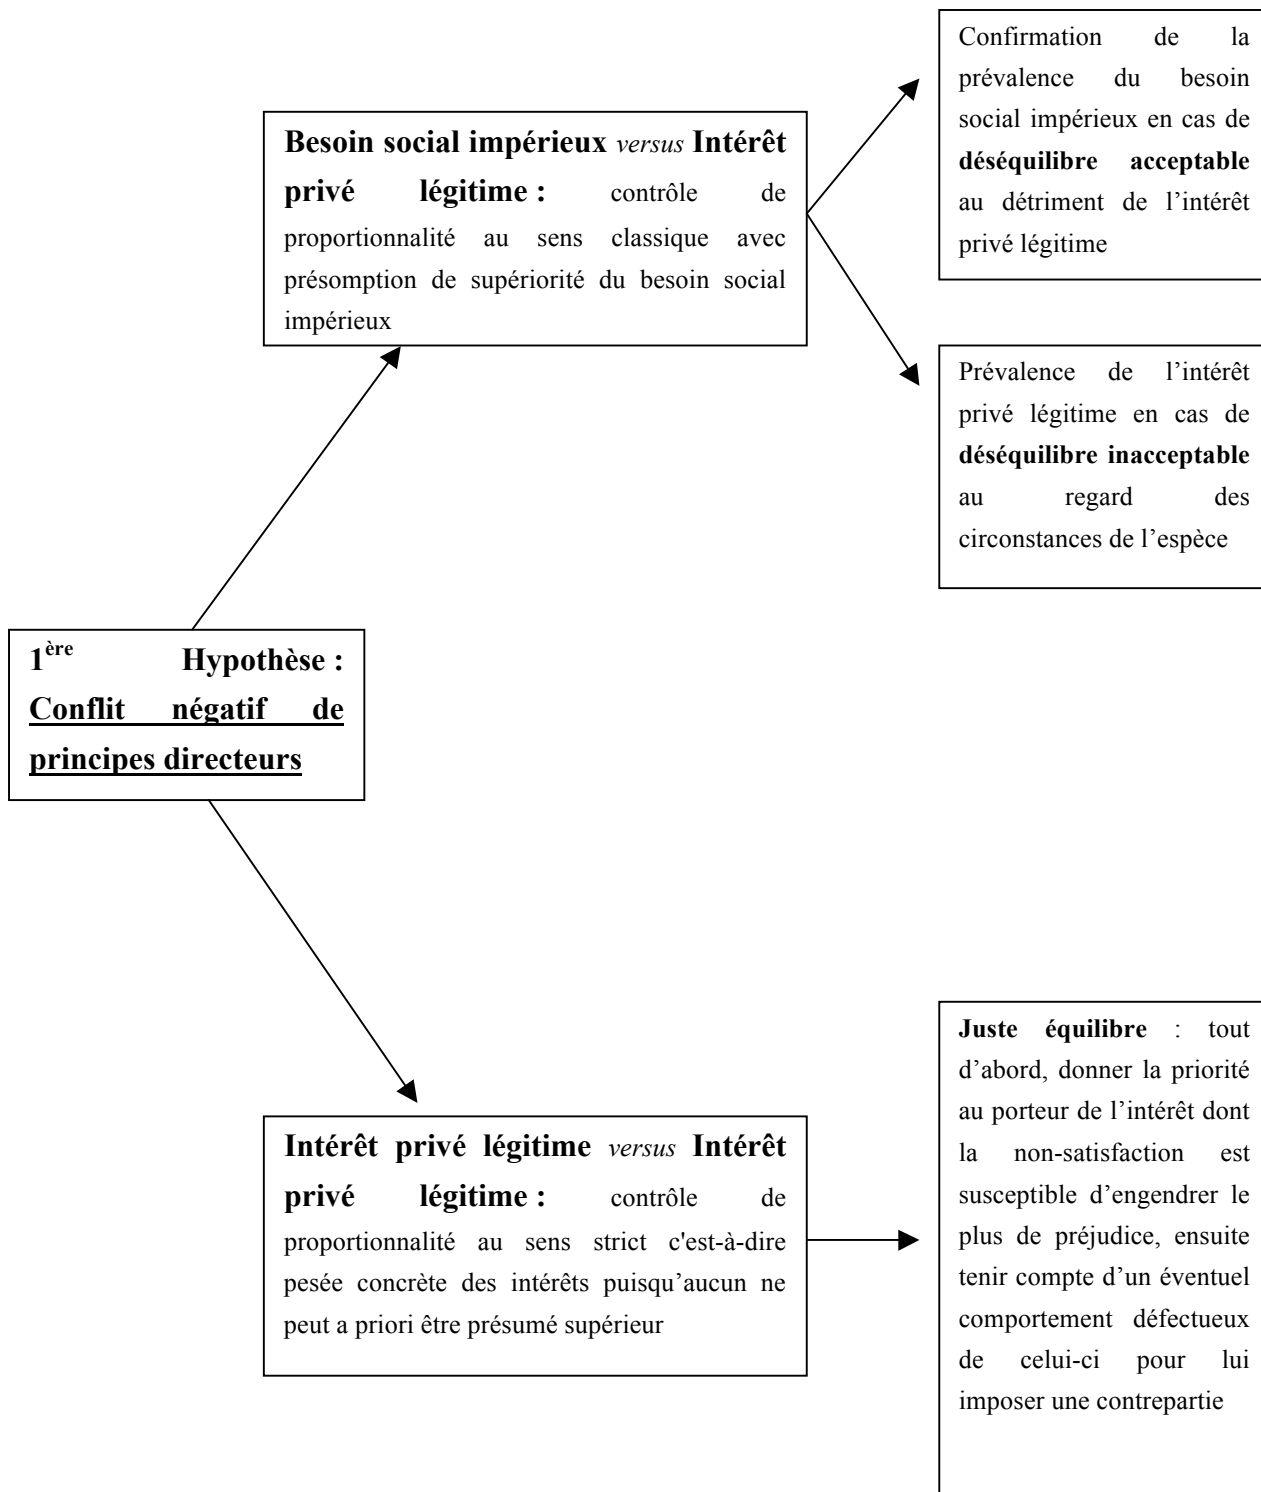 Confirmation de la
prévalence du besoin
social impérieux en cas de
déséquilibre acceptable
au détriment de l’intérêt
privé légitime
Besoin social impérieux versus Intérêt
privé légitime : contrôle de
proportionnalité au sens classique avec
présomption de supériorité du besoin social
impérieux
Prévalence de l’intérêt
privé légitime en cas de
déséquilibre inacceptable
au regard des
circonstances de l’espèce
1ère Hypothèse :
Conflit négatif de
principes directeurs
Intérêt privé légitime versus Intérêt
privé légitime : contrôle de
proportionnalité au sens strict c'est-à-dire
pesée concrète des intérêts puisqu’aucun ne
peut a priori être présumé supérieur
Juste équilibre : tout
d’abord, donner la priorité
au porteur de l’intérêt dont
la non-satisfaction est
susceptible d’engendrer le
plus de préjudice, ensuite
tenir compte d’un éventuel
comportement défectueux
de celui-ci pour lui
imposer une contrepartie